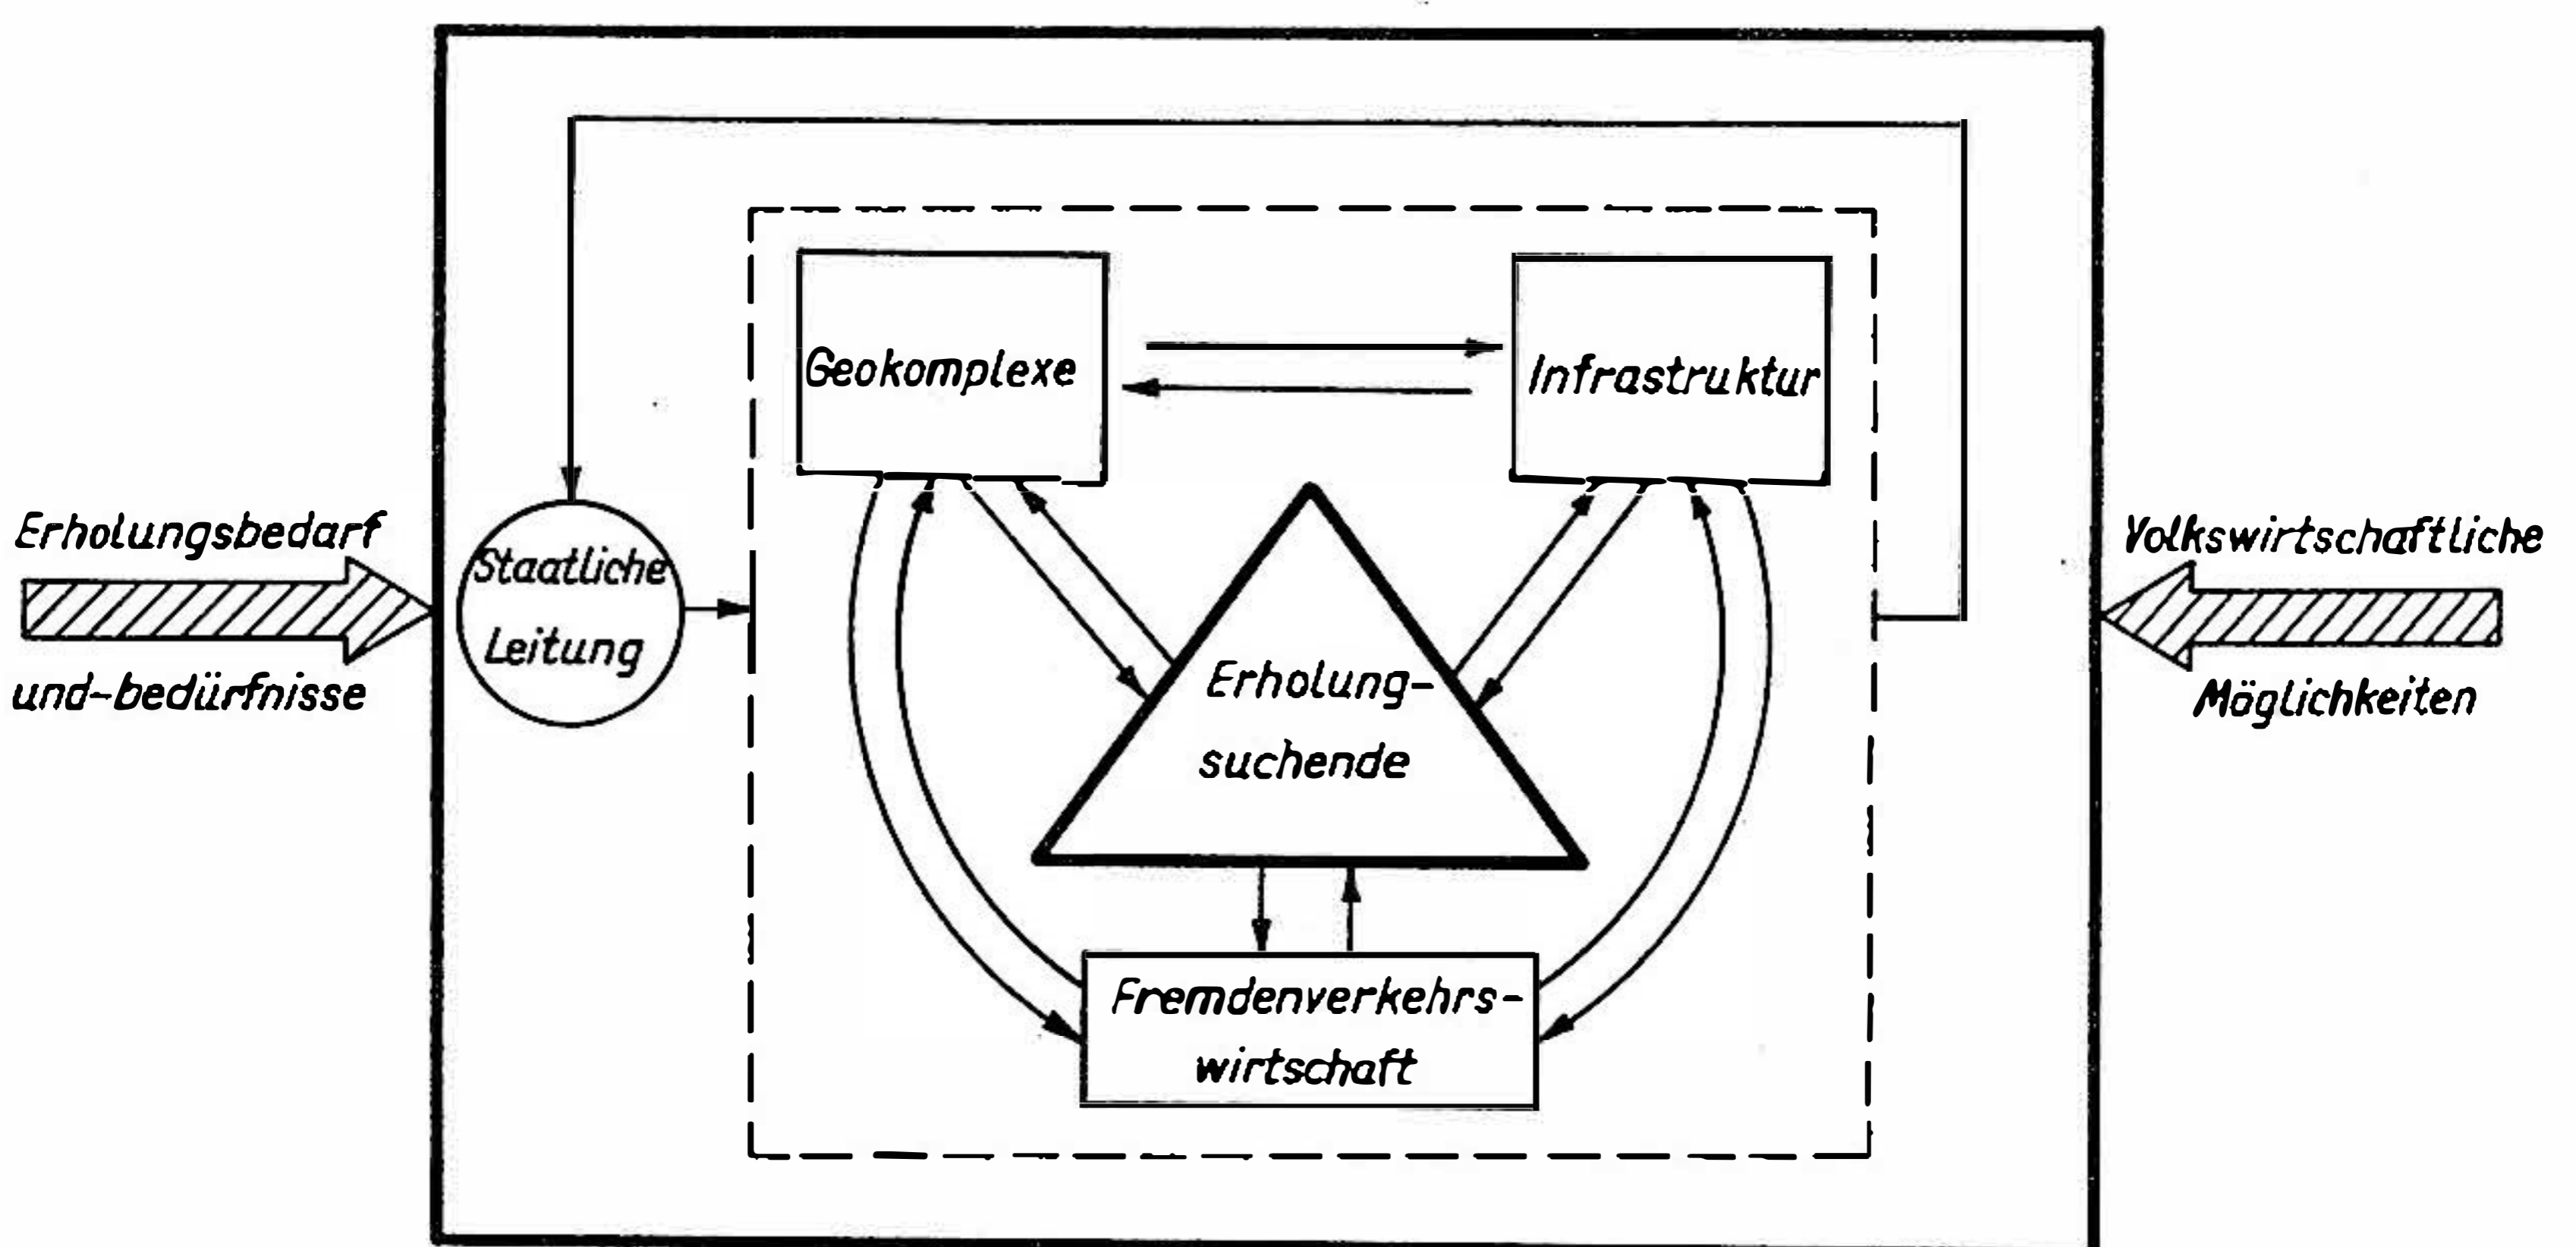 Geokomplexe
Infrastruktur
Erholungsbedarf
und-bedürfnisse
Staatliche
Leitung
Erholung-
suchende
Fremdenverkehrs-
wirtschaft
Volkswirtschaftliche
Möglichkeiten